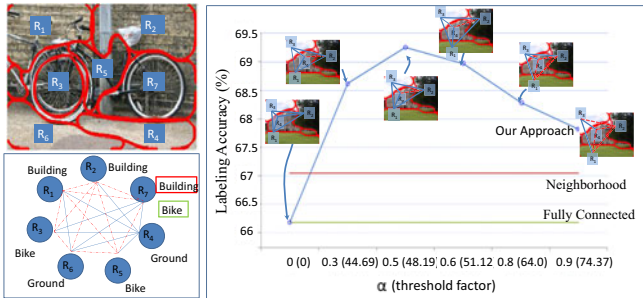 R1
R2
R3
R5
R7
R6
R4
Building
R2
Building
R1
R7
Building
Bike
R3
R4
Bike
R6
Ground
R5
Bike
Ground
Labeling Accuracy (%)
69.5
69
68.5
68
67.5
67
66.5
66
Our Approach
Neighborhood
Fully Connected
0 (0) 0.3 (44.69) 0.5 (48.19) 0.6 (51.12 0.8 (64.0) 0.9 (74.37)
α (threshold factor)